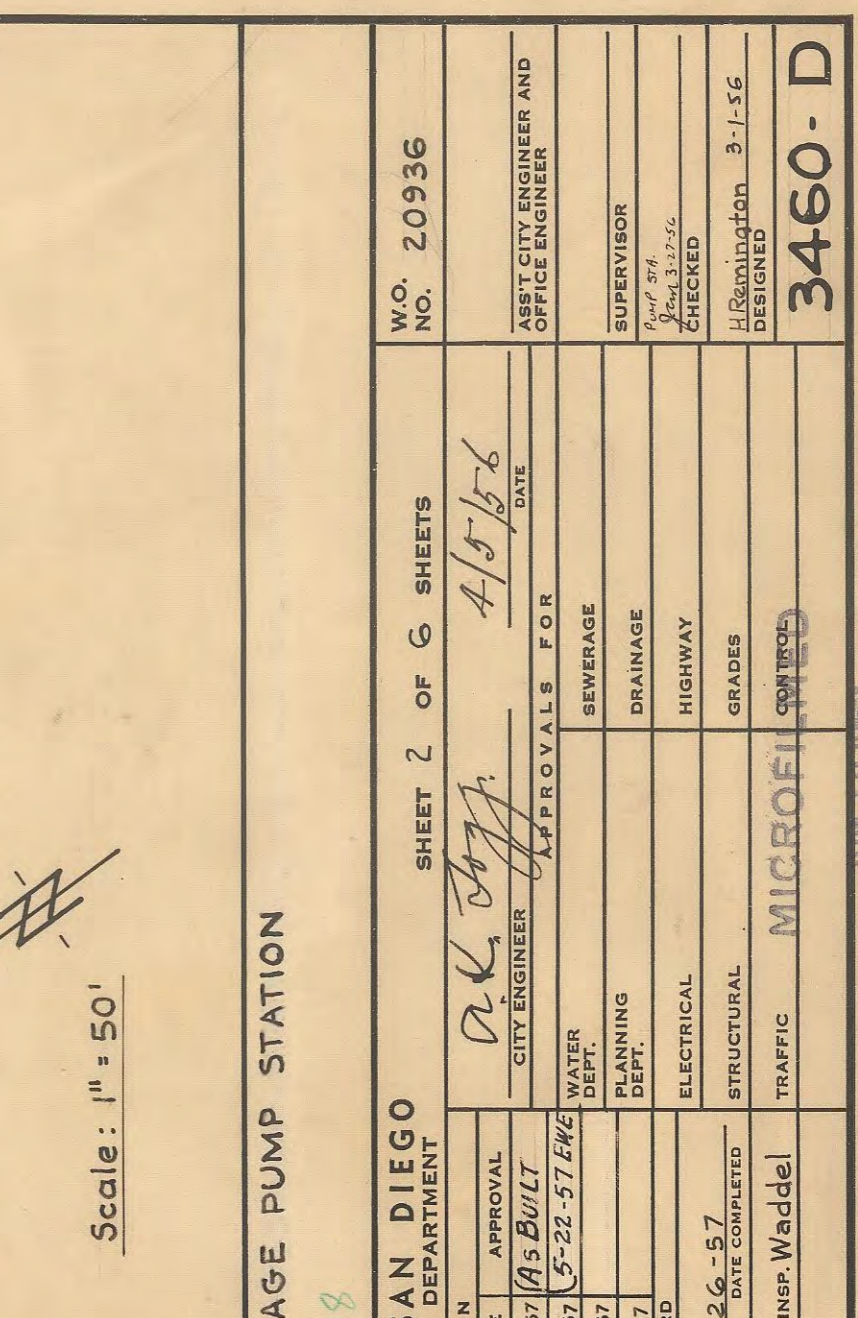 Scale: 1" = 50'
AGE PUMP STATION
8
SAN DIEGO
DEPARTMENT
SHEET 2 OF 6 SHEETS
W.O.
NO. 20936
APPROVAL
(AS BUILT
(5-22-57 EWE
26-57
DATE COMPLETED
INSP. Waddel
4/5/56
CITY ENGINEER
DATE
APPROVALS FOR
WATER
DEPT.
SEWERAGE
PLANNING
DEPT.
DRAINAGE
ELECTRICAL
HIGHWAY
STRUCTURAL
GRADES
TRAFFIC
CONTROL
MICROFILMED
ASS'T CITY ENGINEER AND
OFFICE ENGINEER
SUPERVISOR
PUMP STA.
3-27-56
CHECKED
H Remington 3-1-56
DESIGNED
3460-D